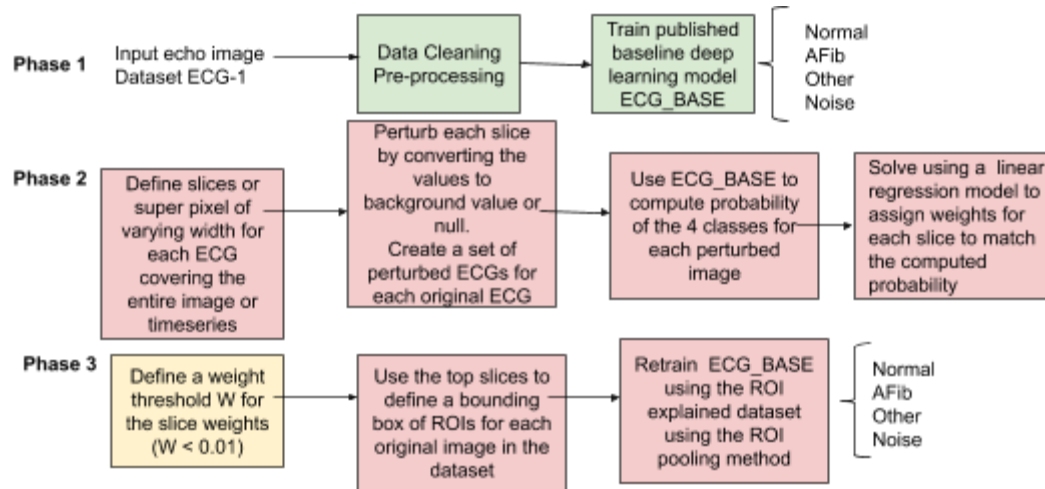 Phase 1
Input echo image
Dataset ECG-1
Data Cleaning
Pre-processing
Train published
baseline deep
learning model
ECG_BASE
Normal
AFib
Other
Noise
Phase 2
Define slices or
super pixel of
varying width for
each ECG
covering the
entire image or
timeseries
Perturb each slice
by converting the
values to
background value or
null.
Create a set of
perturbed ECGs for
each original ECG
Use ECG_BASE to
compute probability
of the 4 classes for
each perturbed
image
Solve using a linear
regression model to
assign weights for
each slice to match
the computed
probability
Phase 3
Define a weight
threshold W for
the slice weights
(W < 0.01)
Use the top slices to
define a bounding
box of ROIs for each
original image in the
dataset
Retrain ECG_BASE
using the ROI
explained dataset
using the ROI
pooling method
Normal
AFib
Other
Noise